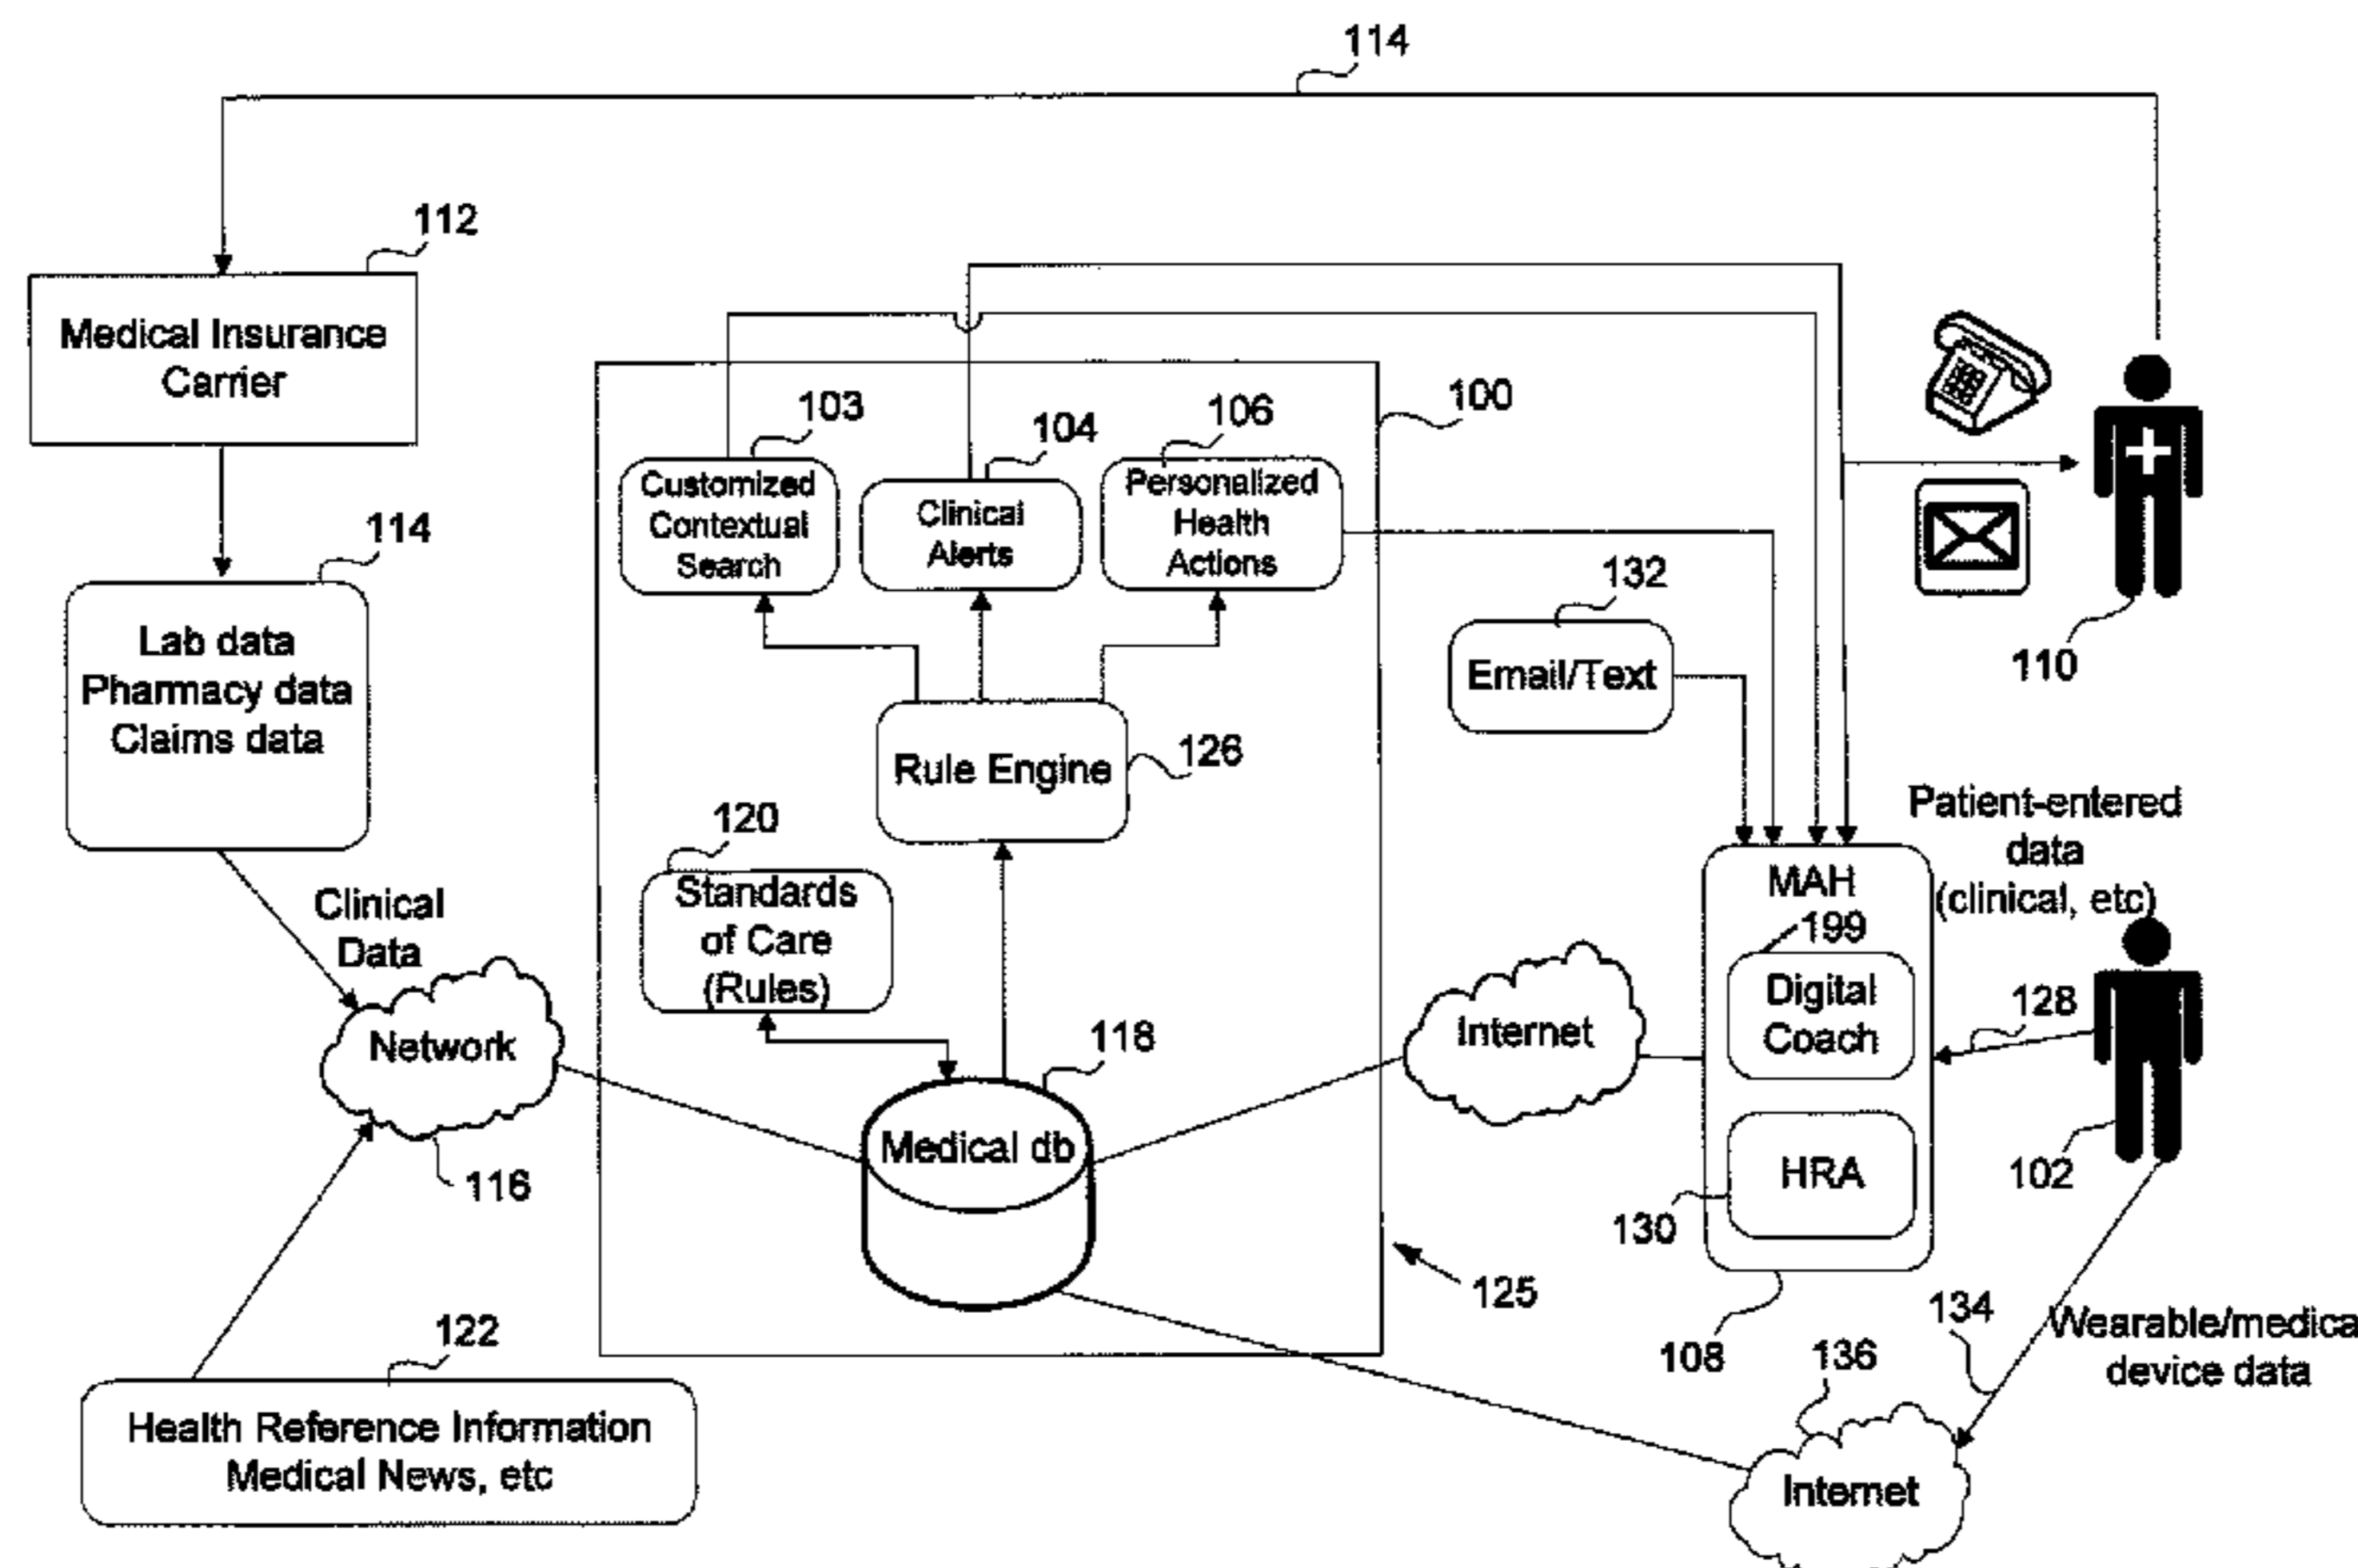 114
112
Medical Insurance
Carrier
114
Lab data
Pharmacy data
Claims data
Clinical
Data
Network
116
122
Health Reference Information
Medical News, etc
100
103
Customized
Contextual
Search
104
Clinical
Alerts
106
Personalized
Health
Actions
Rule Engine
126
120
Standards
of Care
(Rules)
118
Medical db
125
132
Email/Text
110
Internet
Patient-entered
data
(clinical, etc)
MAH
199
Digital
Coach
128
HRA
130
102
108
134
Wearable/medica
device data
136
Internet